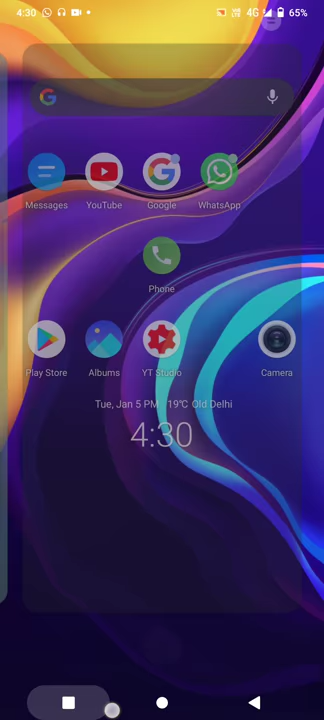 4:30 4G 65%
Messages YouTube Google WhatsApp
Phone
Play Store Albums YT Studio Camera
Tue, Jan 5 PM 19°C Old Delhi
4:30